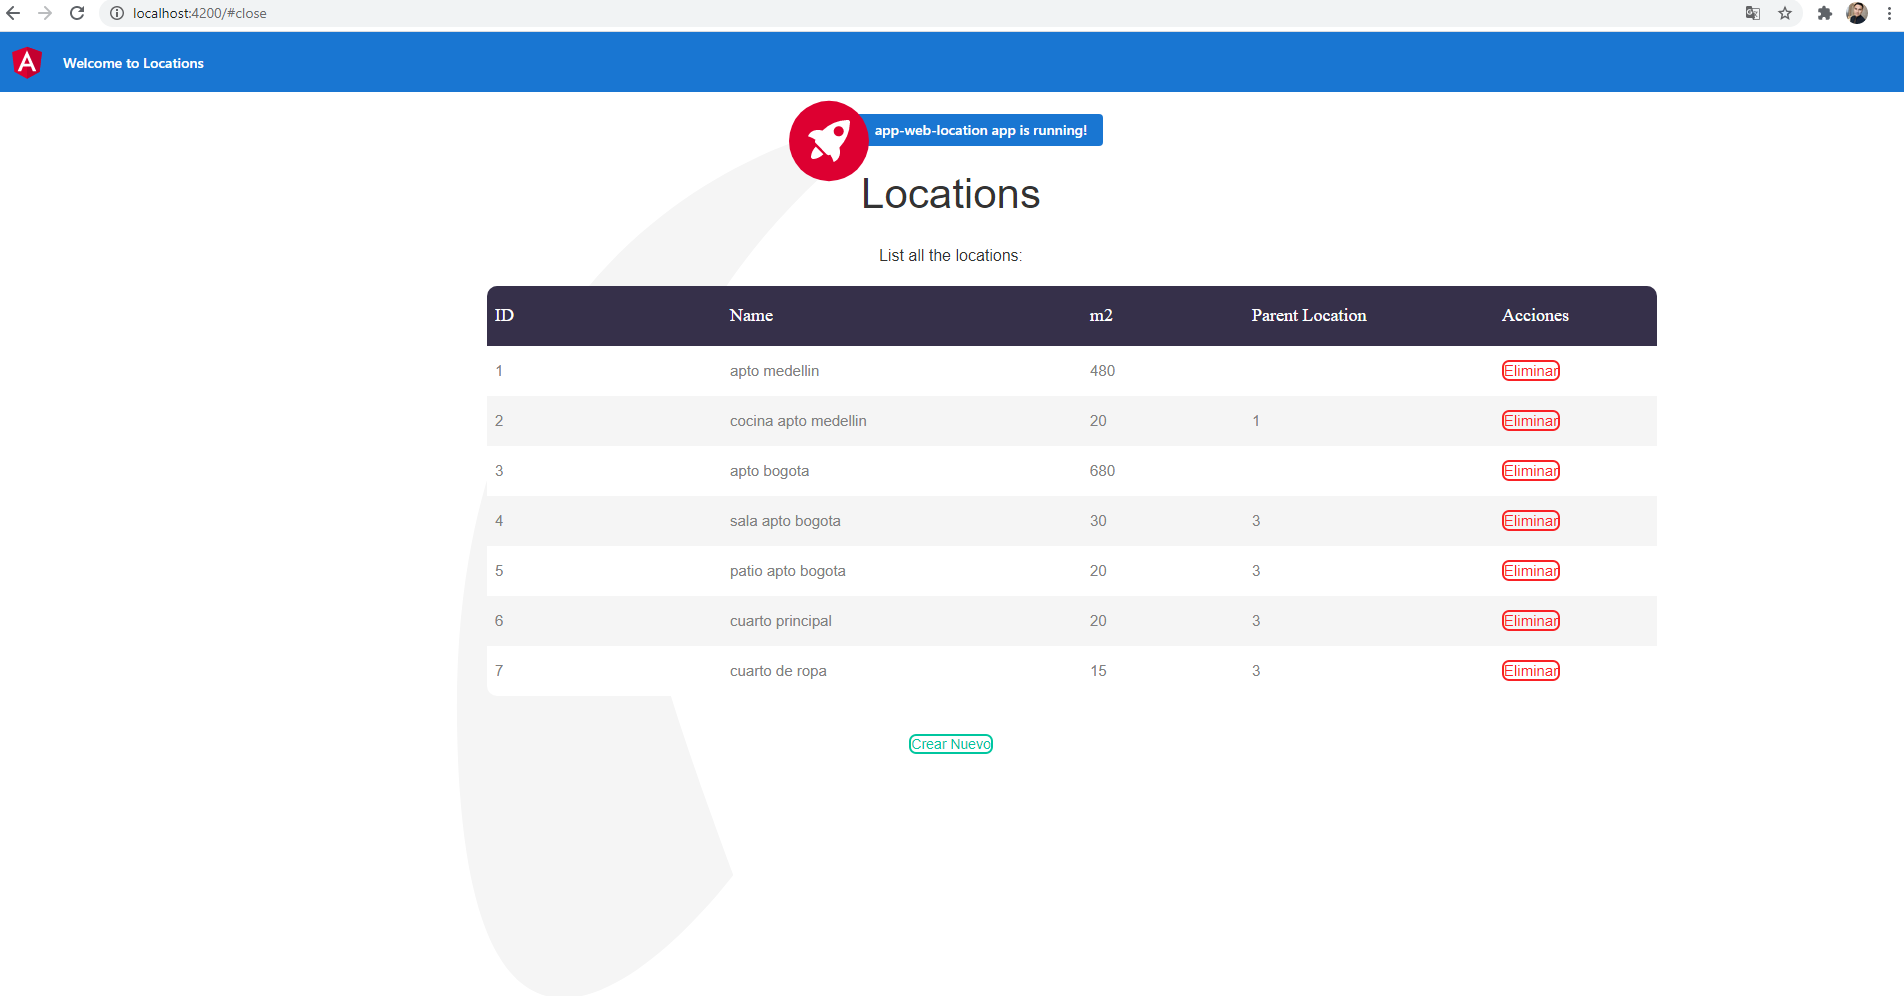 localhost:4200/#close
A Welcome to Locations
app-web-location app is running!
Locations
List all the locations:
ID Name m2 Parent Location Acciones
1 apto medellin 480 Eliminar
2 cocina apto medellin 20 1 Eliminar
3 apto bogota 680 Eliminar
4 sala apto bogota 30 3 Eliminar
5 patio apto bogota 20 3 Eliminar
6 cuarto principal 20 3 Eliminar
7 cuarto de ropa 15 3 Eliminar
Crear Nuevo